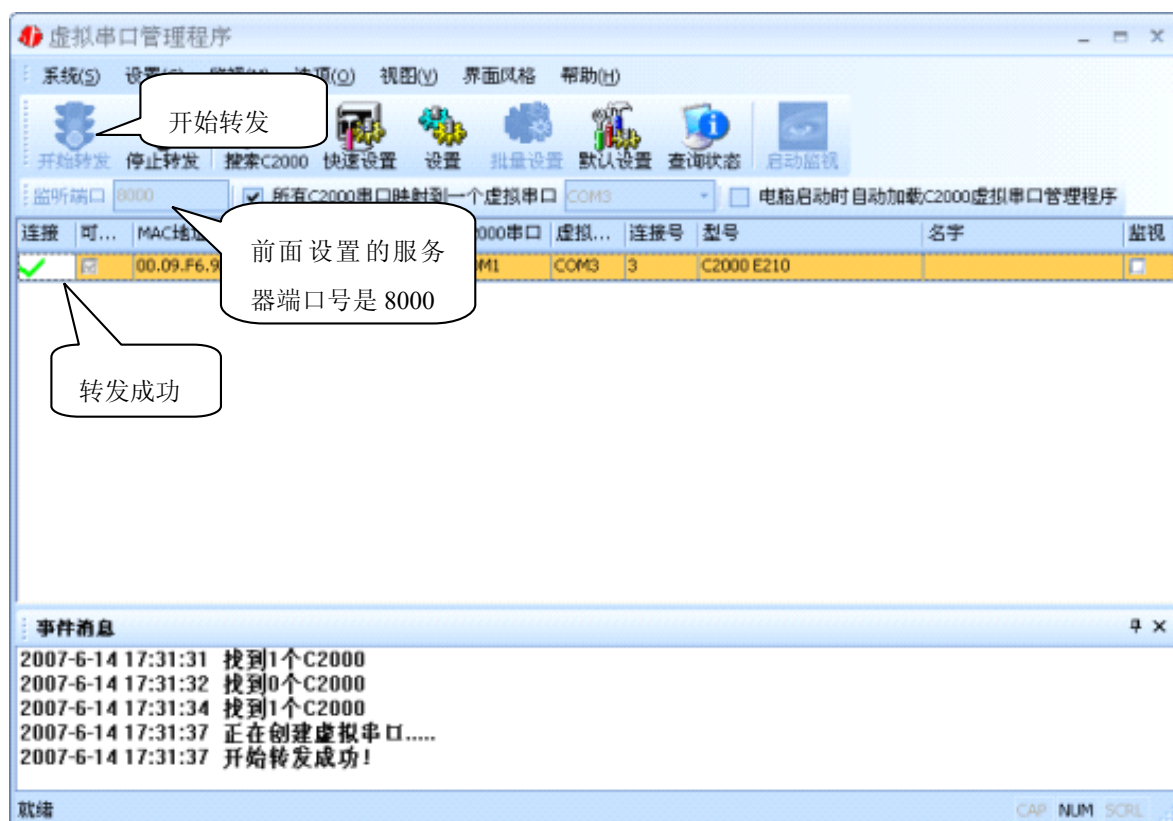 虚拟串口管理程序
系统(S) 选项(O) 视图(V) 界面风格 帮助(H)
开始转发
开始转发 停止转发 搜索C2000 快速设置 设置 批量设置 默认设置 查询状态 启动监视
监听端口 8000 所有C2000串口映射到一个虚拟串口 COM3 电脑启动时自动加载C2000虚拟串口管理程序
连接 可... MAC地址 000串口 虚拟... 连接号 型号 名字 监视
00.09.F6.9 M1 COM3 3 C2000 E210
前面设置的服务
器端口号是 8000
转发成功
事件消息
2007-6-14 17:31:31 找到1个C2000
2007-6-14 17:31:32 找到0个C2000
2007-6-14 17:31:34 找到1个C2000
2007-6-14 17:31:37 正在创建虚拟串口.....
2007-6-14 17:31:37 开始转发成功!
就绪 CAP NUM SCRL